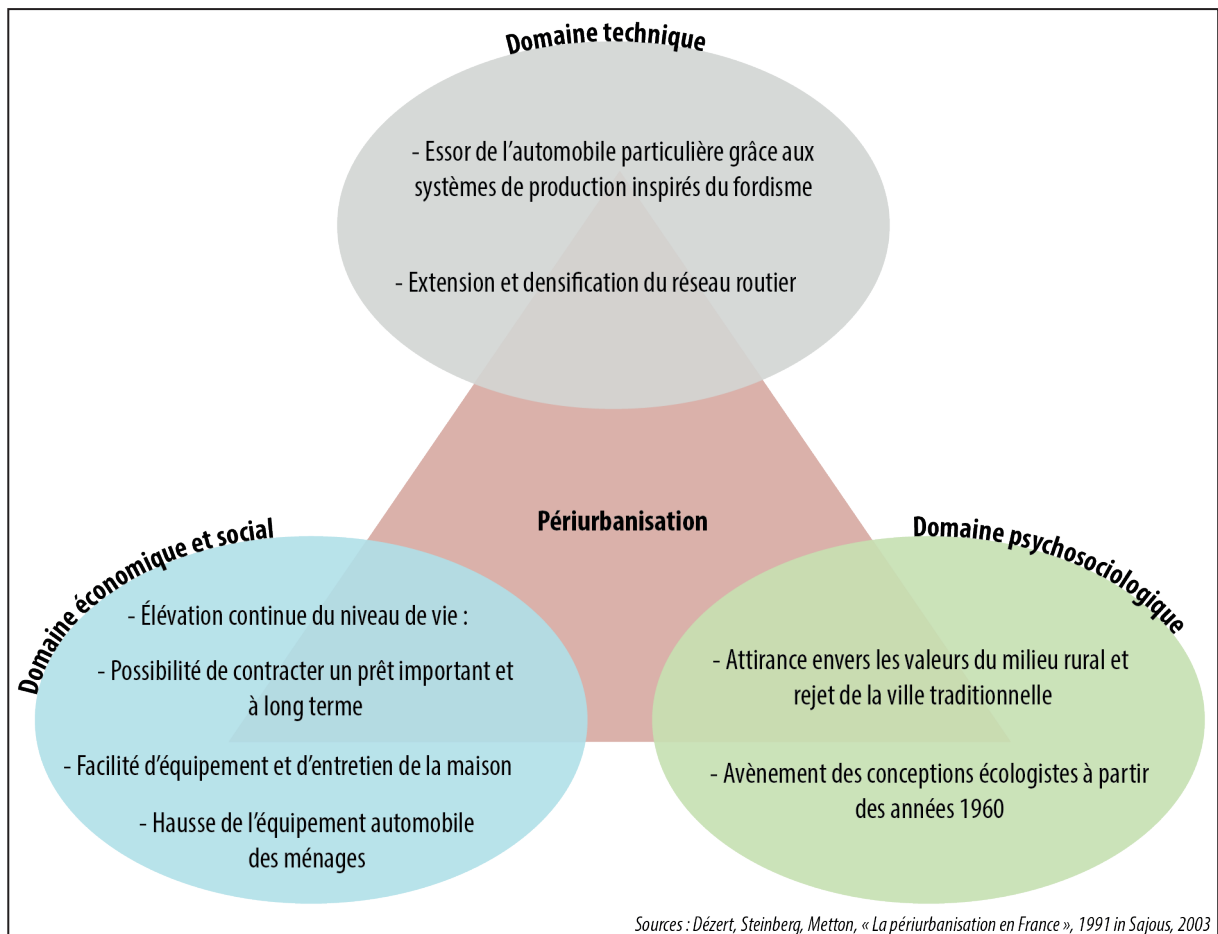 Domaine technique
- Essor de l’automobile particulière grâce aux
systèmes de production inspirés du fordisme
- Extension et densification du réseau routier
Périurbanisation
Domaine économique et social
- Élévation continue du niveau de vie :
- Possibilité de contracter un prêt important et
à long terme
- Facilité d’équipement et d’entretien de la maison
- Hausse de l’équipement automobile
des ménages
Domaine psychosociologique
- Attirance envers les valeurs du milieu rural et
rejet de la ville traditionnelle
- Avènement des conceptions écologistes à partir
des années 1960
Sources : Dézert, Steinberg, Metton, « La périurbanisation en France », 1991 in Sajous, 2003